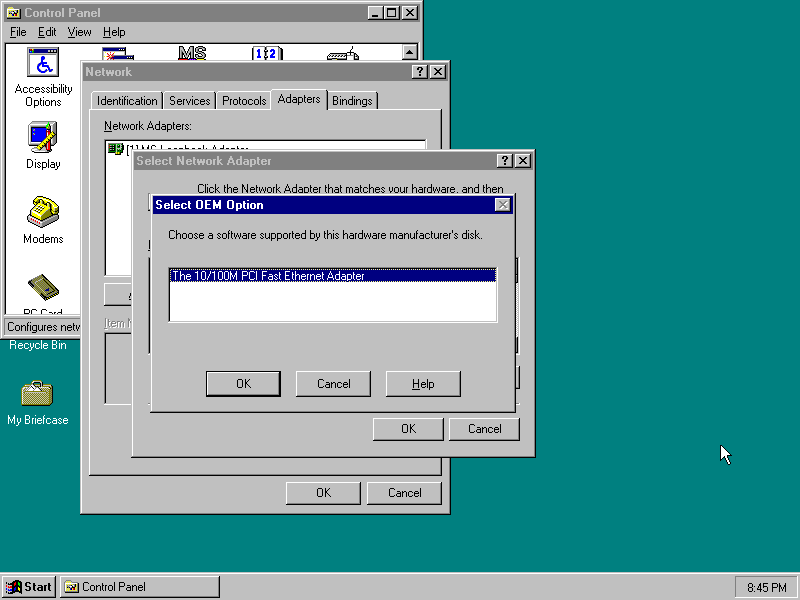 Control Panel
File Edit View Help
MS
12
Accessibility
Options
Display
Modems
PC Card
Configures netw
Recycle Bin
My Briefcase
Network
Identification Services Protocols Adapters Bindings
Network Adapters:
[1] MS Loopback Adapter
Item
OK Cancel
Select Network Adapter
Click the Network Adapter that matches your hardware, and then
OK Cancel
Select OEM Option
Choose a software supported by this hardware manufacturer's disk.
The 10/100M PCI Fast Ethernet Adapter
OK Cancel Help
Start Control Panel 8:45 PM